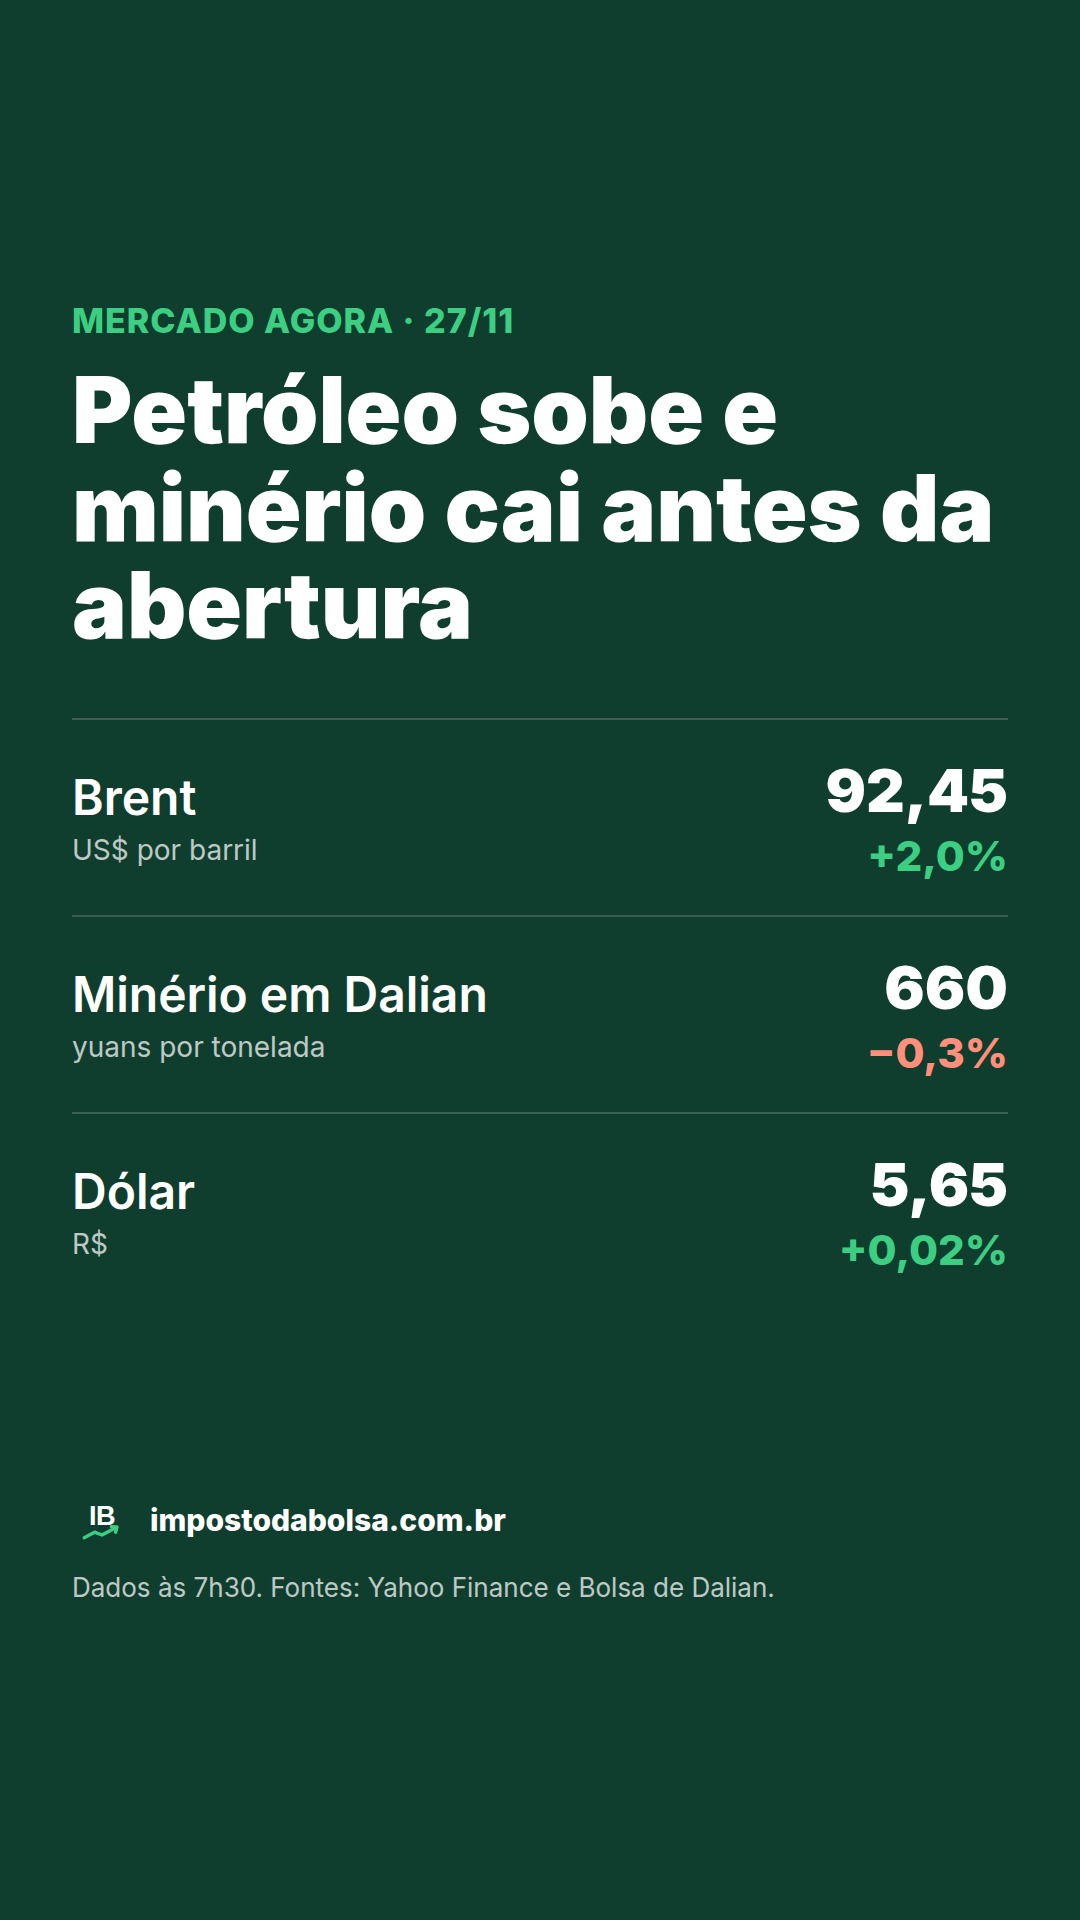 MERCADO AGORA · 27/11
Petróleo sobe e
minério cai antes da
abertura
Brent
92,45
US$ por barril
+2,0%
Minério em Dalian
660
yuans por tonelada
−0,3%
Dólar
5,65
R$
+0,02%
IB
impostodabolsa.com.br
Dados às 7h30. Fontes: Yahoo Finance e Bolsa de Dalian.